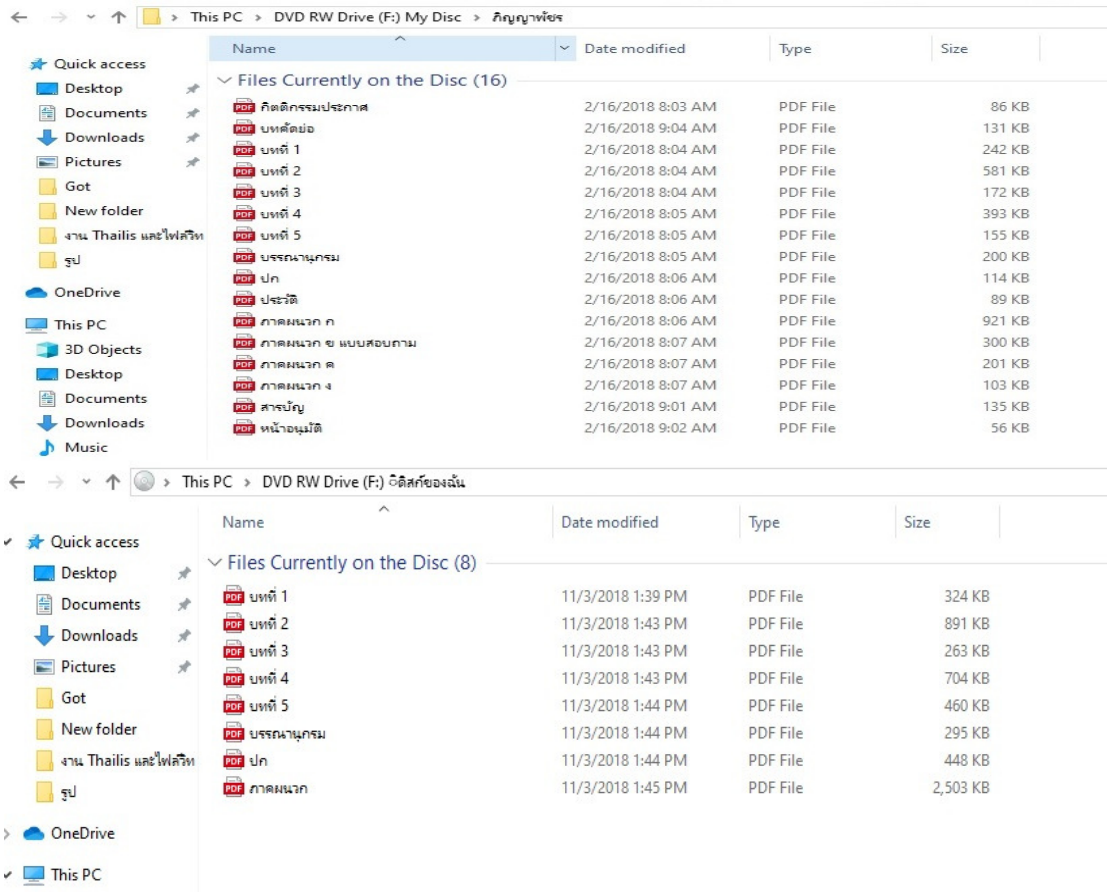 This PC > DVD RW Drive (F:) My Disc > ภิญญาพัชร
Name Date modified Type Size
Quick access
Desktop
Documents
Downloads
Pictures
Got
New folder
งาน Thailis และไฟล์วิท
รูป
OneDrive
This PC
3D Objects
Desktop
Documents
Downloads
Music
Files Currently on the Disc (16)
กิตติกรรมประกาศ 2/16/2018 8:03 AM PDF File 86 KB
บทคัดย่อ 2/16/2018 9:04 AM PDF File 131 KB
บทที่ 1 2/16/2018 8:04 AM PDF File 242 KB
บทที่ 2 2/16/2018 8:04 AM PDF File 581 KB
บทที่ 3 2/16/2018 8:04 AM PDF File 172 KB
บทที่ 4 2/16/2018 8:05 AM PDF File 393 KB
บทที่ 5 2/16/2018 8:05 AM PDF File 155 KB
บรรณานุกรม 2/16/2018 8:05 AM PDF File 200 KB
ปก 2/16/2018 8:06 AM PDF File 114 KB
ประวัติ 2/16/2018 8:06 AM PDF File 89 KB
ภาคผนวก ก 2/16/2018 8:06 AM PDF File 921 KB
ภาคผนวก ข แบบสอบถาม 2/16/2018 8:07 AM PDF File 300 KB
ภาคผนวก ค 2/16/2018 8:07 AM PDF File 201 KB
ภาคผนวก ง 2/16/2018 8:07 AM PDF File 103 KB
สารบัญ 2/16/2018 9:01 AM PDF File 135 KB
หน้าอนุมัติ 2/16/2018 9:02 AM PDF File 56 KB
This PC > DVD RW Drive (F:) ิดิสก์ของฉัน
Name Date modified Type Size
Quick access
Desktop
Documents
Downloads
Pictures
Got
New folder
งาน Thailis และไฟล์วิท
รูป
OneDrive
This PC
Files Currently on the Disc (8)
บทที่ 1 11/3/2018 1:39 PM PDF File 324 KB
บทที่ 2 11/3/2018 1:43 PM PDF File 891 KB
บทที่ 3 11/3/2018 1:43 PM PDF File 263 KB
บทที่ 4 11/3/2018 1:43 PM PDF File 704 KB
บทที่ 5 11/3/2018 1:44 PM PDF File 460 KB
บรรณานุกรม 11/3/2018 1:44 PM PDF File 295 KB
ปก 11/3/2018 1:44 PM PDF File 448 KB
ภาคผนวก 11/3/2018 1:45 PM PDF File 2,503 KB